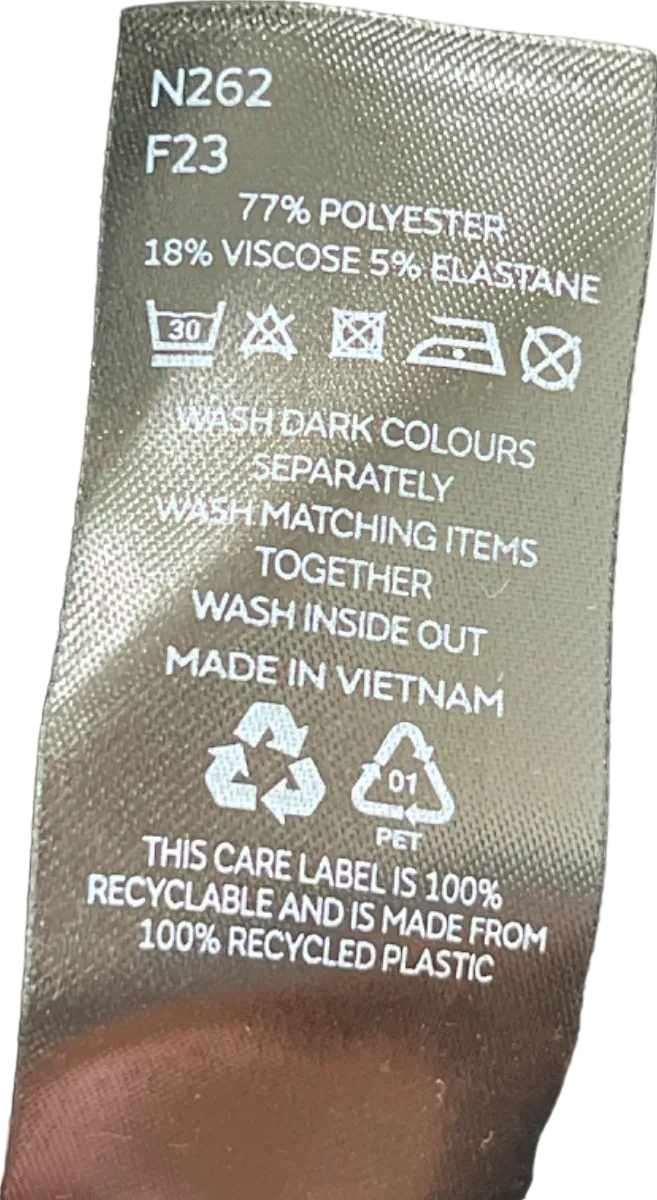 N262
F23
77% POLYESTER
18% VISCOSE 5% ELASTANE
30
WASH DARK COLOURS
SEPARATELY
WASH MATCHING ITEMS
TOGETHER
WASH INSIDE OUT
MADE IN VIETNAM
01
PET
THIS CARE LABEL IS 100%
RECYCLABLE AND IS MADE FROM
100% RECYCLED PLASTIC